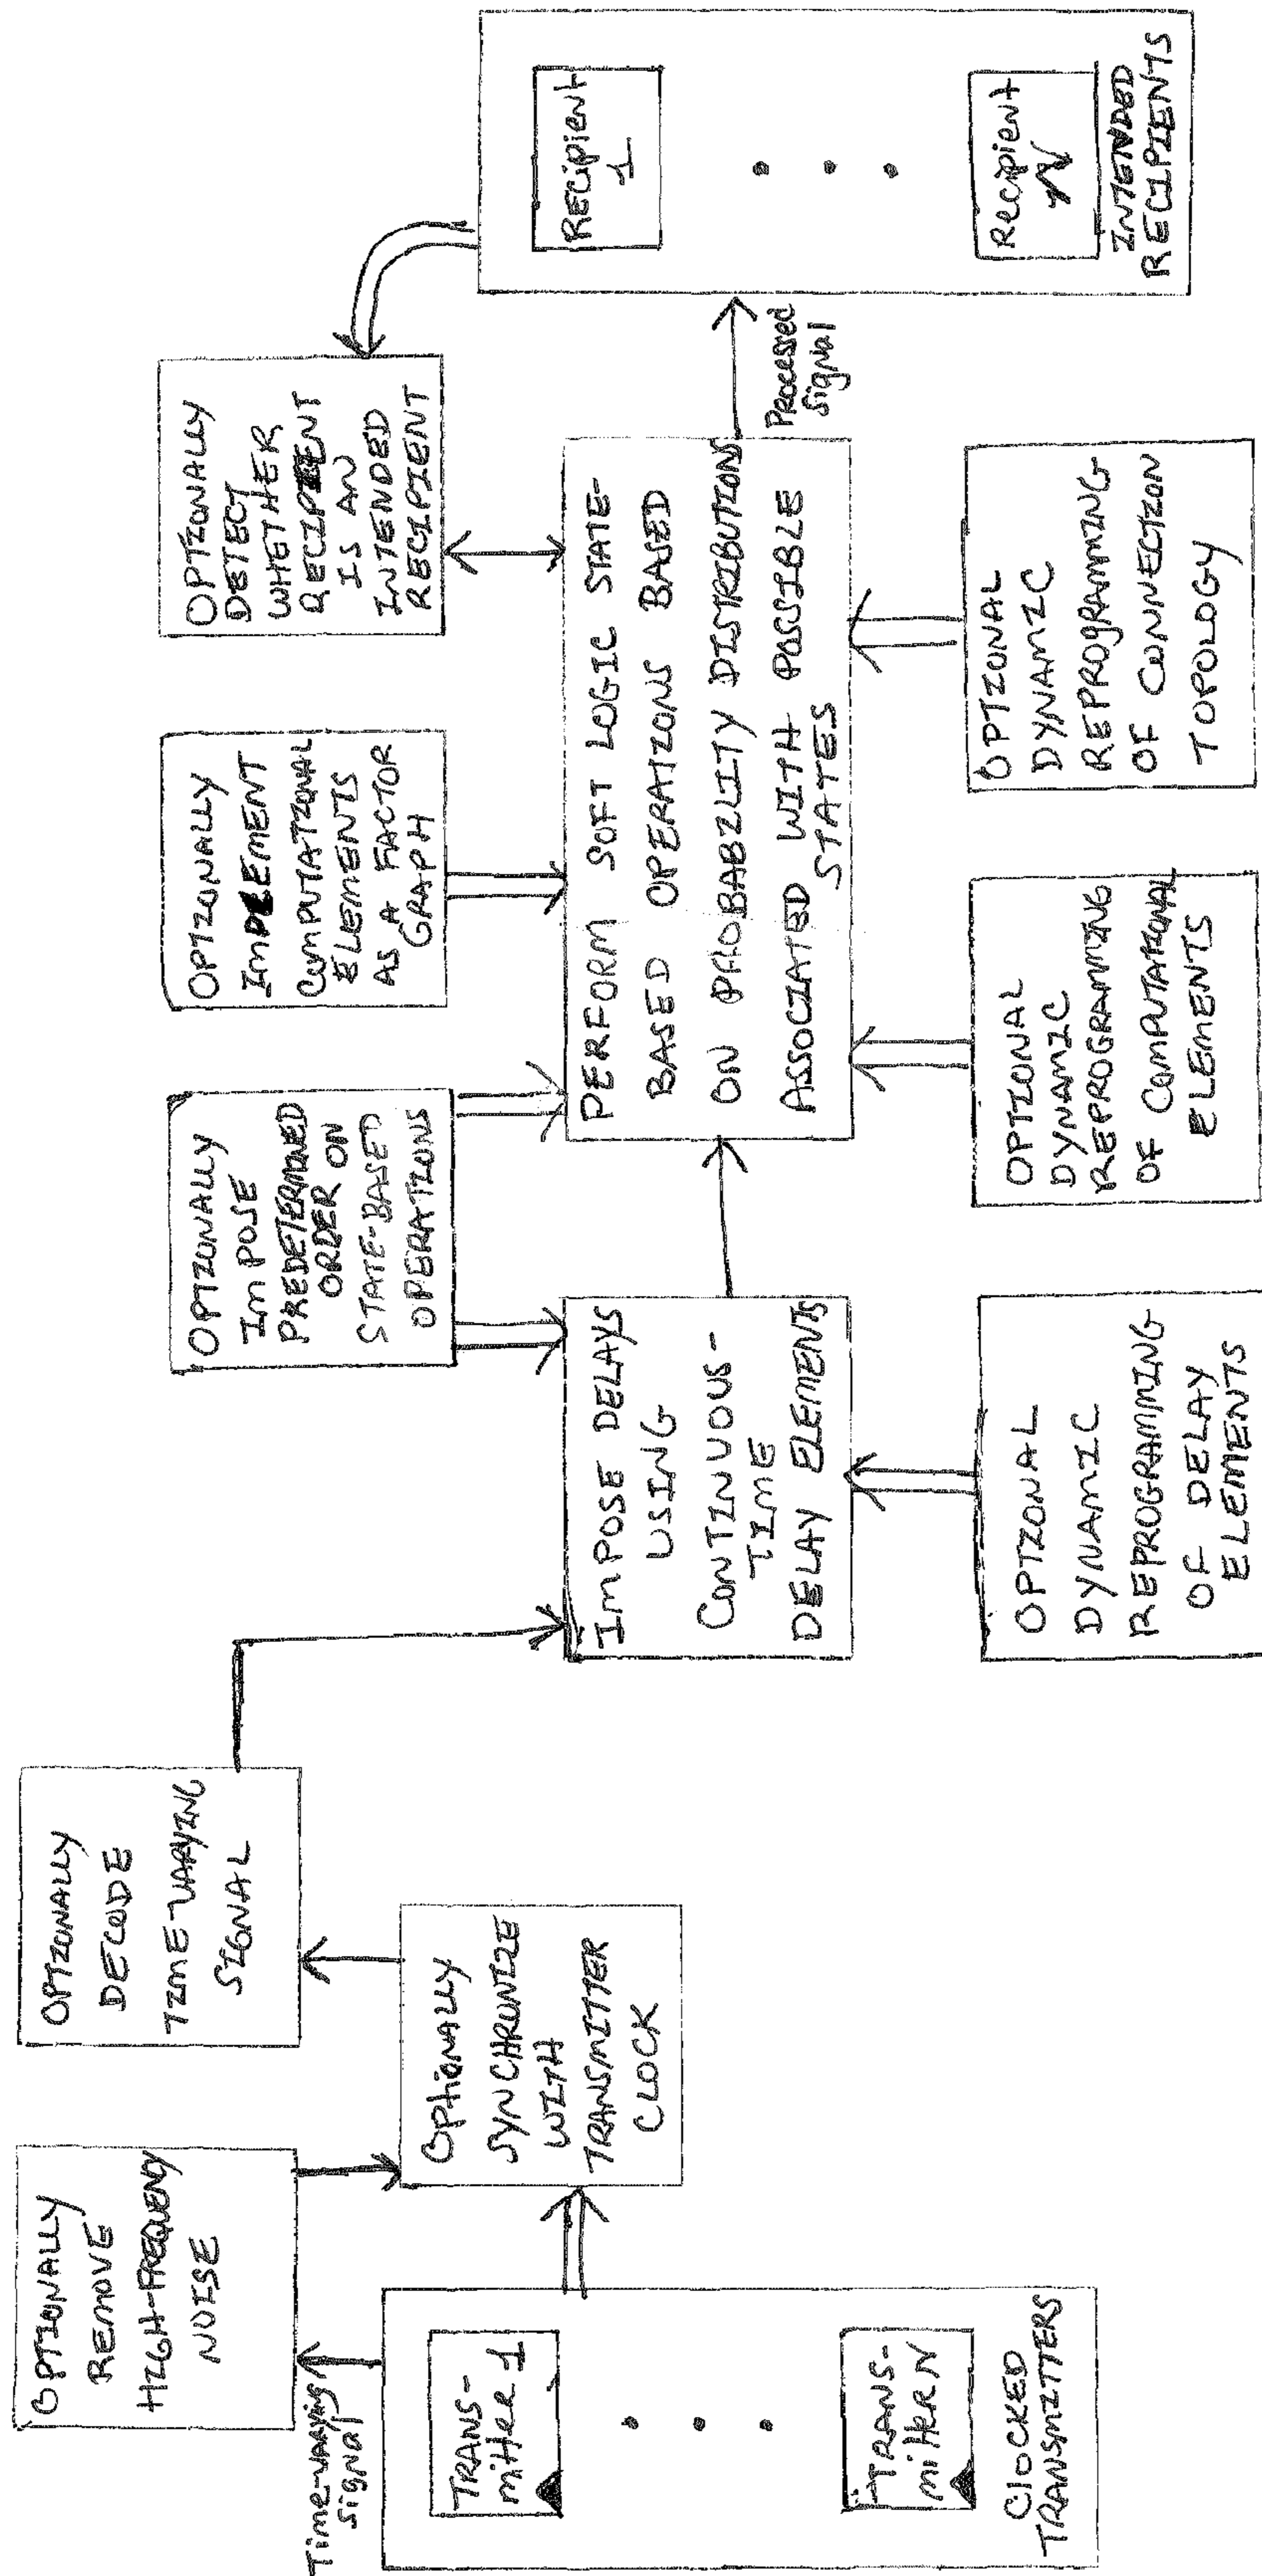 OPTIONALLY
REMOVE
HIGH-FREQUENCY
NOISE
Time-varying
Signal
TRANS-
mitter 1
TRANS-
mitter N
CLOCKED
TRANSMITTERS
Optionally
SYNCHRONIZE
WITH
TRANSMITTER
CLOCK
OPTIONALLY
DECODE
TIME-VARYING
SIGNAL
OPTIONALLY
IMPOSE
PREDETERMINED
ORDER ON
STATE-BASED
OPERATIONS
IMPOSE DELAYS
USING
CONTINUOUS-
TIME
DELAY ELEMENTS
OPTIONAL
DYNAMIC
REPROGRAMMING
OF DELAY
ELEMENTS
OPTIONALLY
IMPLEMENT
COMPUTATIONAL
ELEMENTS
AS A FACTOR
GRAPH
OPTIONALLY
DETECT
WHETHER
RECIPIENT
IS AN
INTENDED
RECIPIENT
PERFORM SOFT LOGIC STATE-
BASED OPERATIONS BASED
ON PROBABILITY DISTRIBUTIONS
ASSOCIATED WITH POSSIBLE
STATES
OPTIONAL
DYNAMIC
REPROGRAMMING
OF COMPUTATIONAL
ELEMENTS
OPTIONAL
DYNAMIC
REPROGRAMMING
OF CONNECTION
TOPOLOGY
Processed
Signal
RECipient
1
Recipient
N
INTENDED
RECIPIENTS